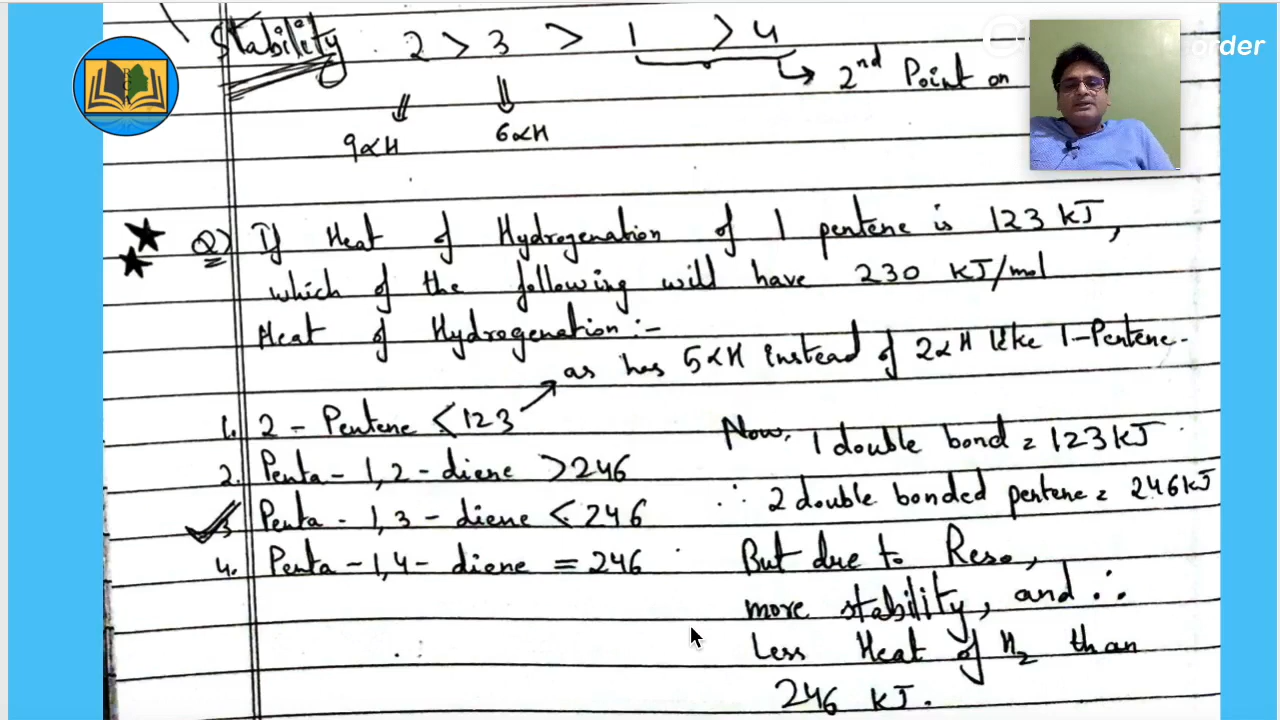 Stability 2 > 3 > 1 > 4
order
2nd Point on
9αH
6αH
Q) If Heat of Hydrogenation of 1 pentene is 123 KJ,
which of the following will have 230 KJ/mol
Heat of Hydrogenation :-
as has 5αH instead of 2αH like 1-Pentene.
1. 2 - Pentene < 123
2. Penta - 1,2 - diene > 246
3. Penta - 1,3 - diene < 246
4. Penta - 1,4 - diene = 246
Now, 1 double bond = 123 KJ
∴ 2 double bonded pentene = 246 KJ
But due to Reso,
more stability, and ∴
Less Heat of H2 than
246 KJ.